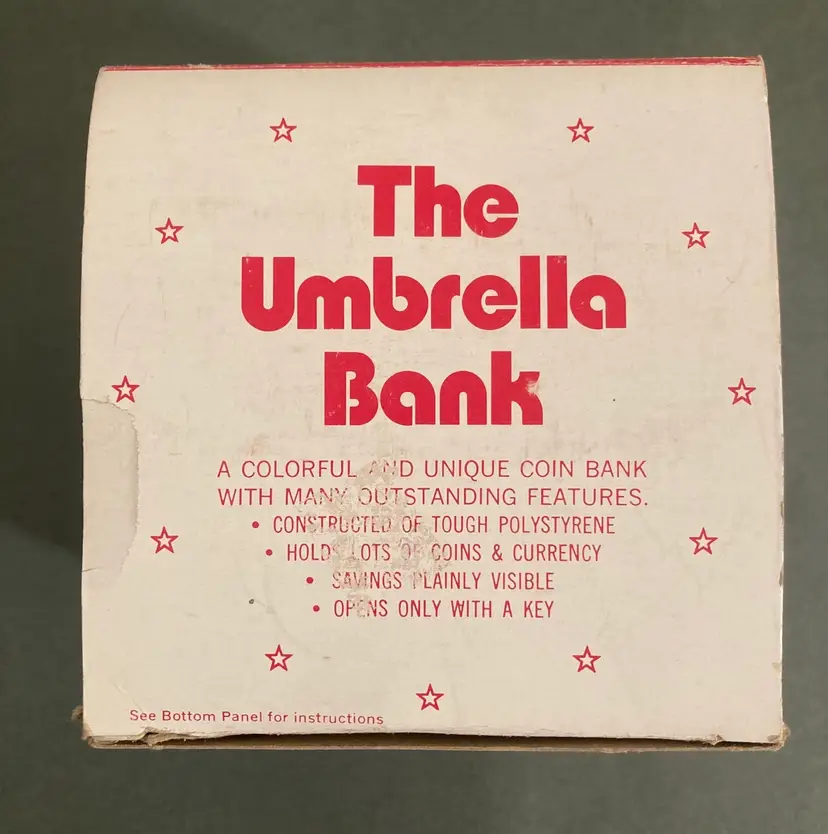 The
Umbrella
Bank
A COLORFUL AND UNIQUE COIN BANK
WITH MANY OUTSTANDING FEATURES.
• CONSTRUCTED OF TOUGH POLYSTYRENE
• HOLDS LOTS OF COINS & CURRENCY
• SAVINGS PLAINLY VISIBLE
• OPENS ONLY WITH A KEY
See Bottom Panel for instructions